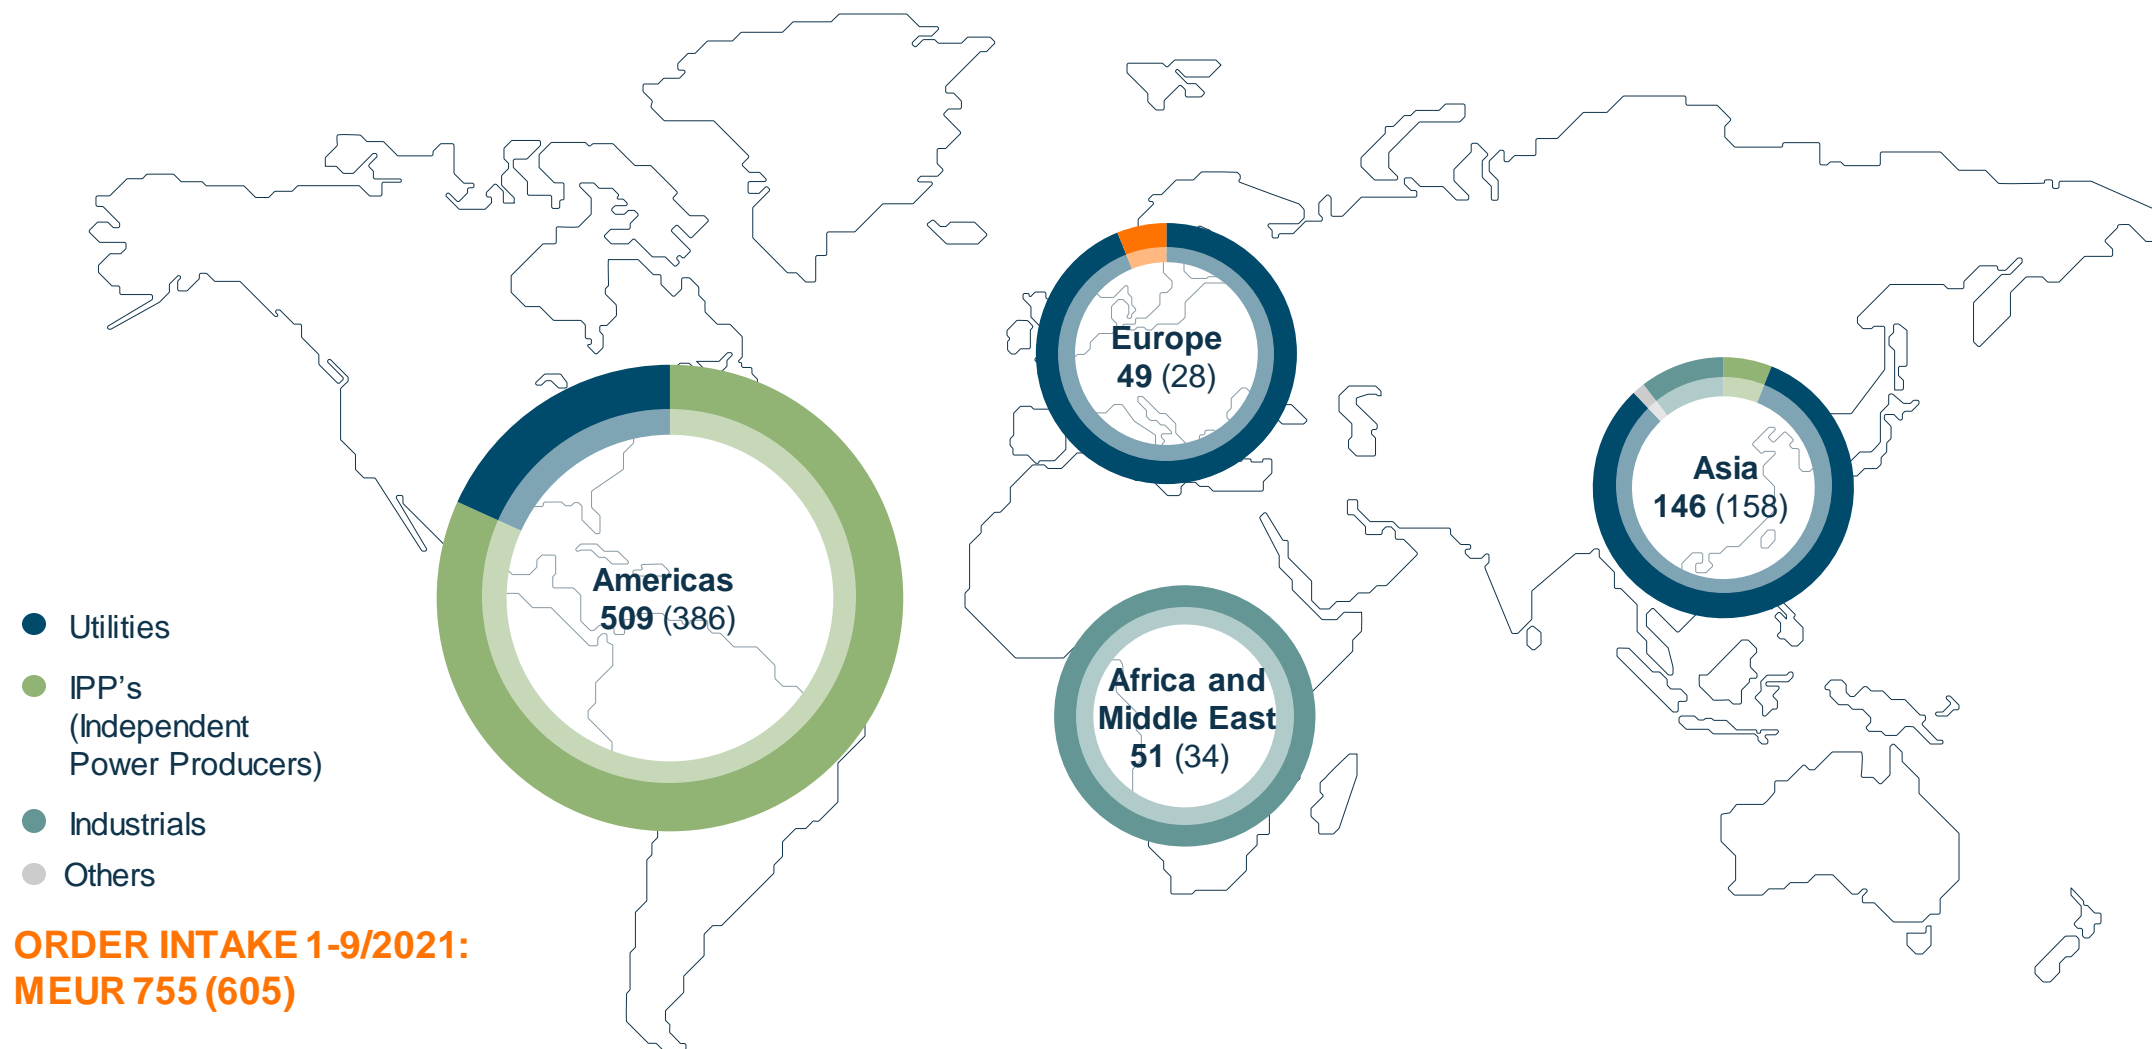 Europe
49 (28)
Asia
146 (158)
Americas
509 (386)
Africa and
Middle East
51 (34)
Utilities
IPP’s
(Independent
Power Producers)
Industrials
Others
ORDER INTAKE 1-9/2021:
MEUR 755 (605)